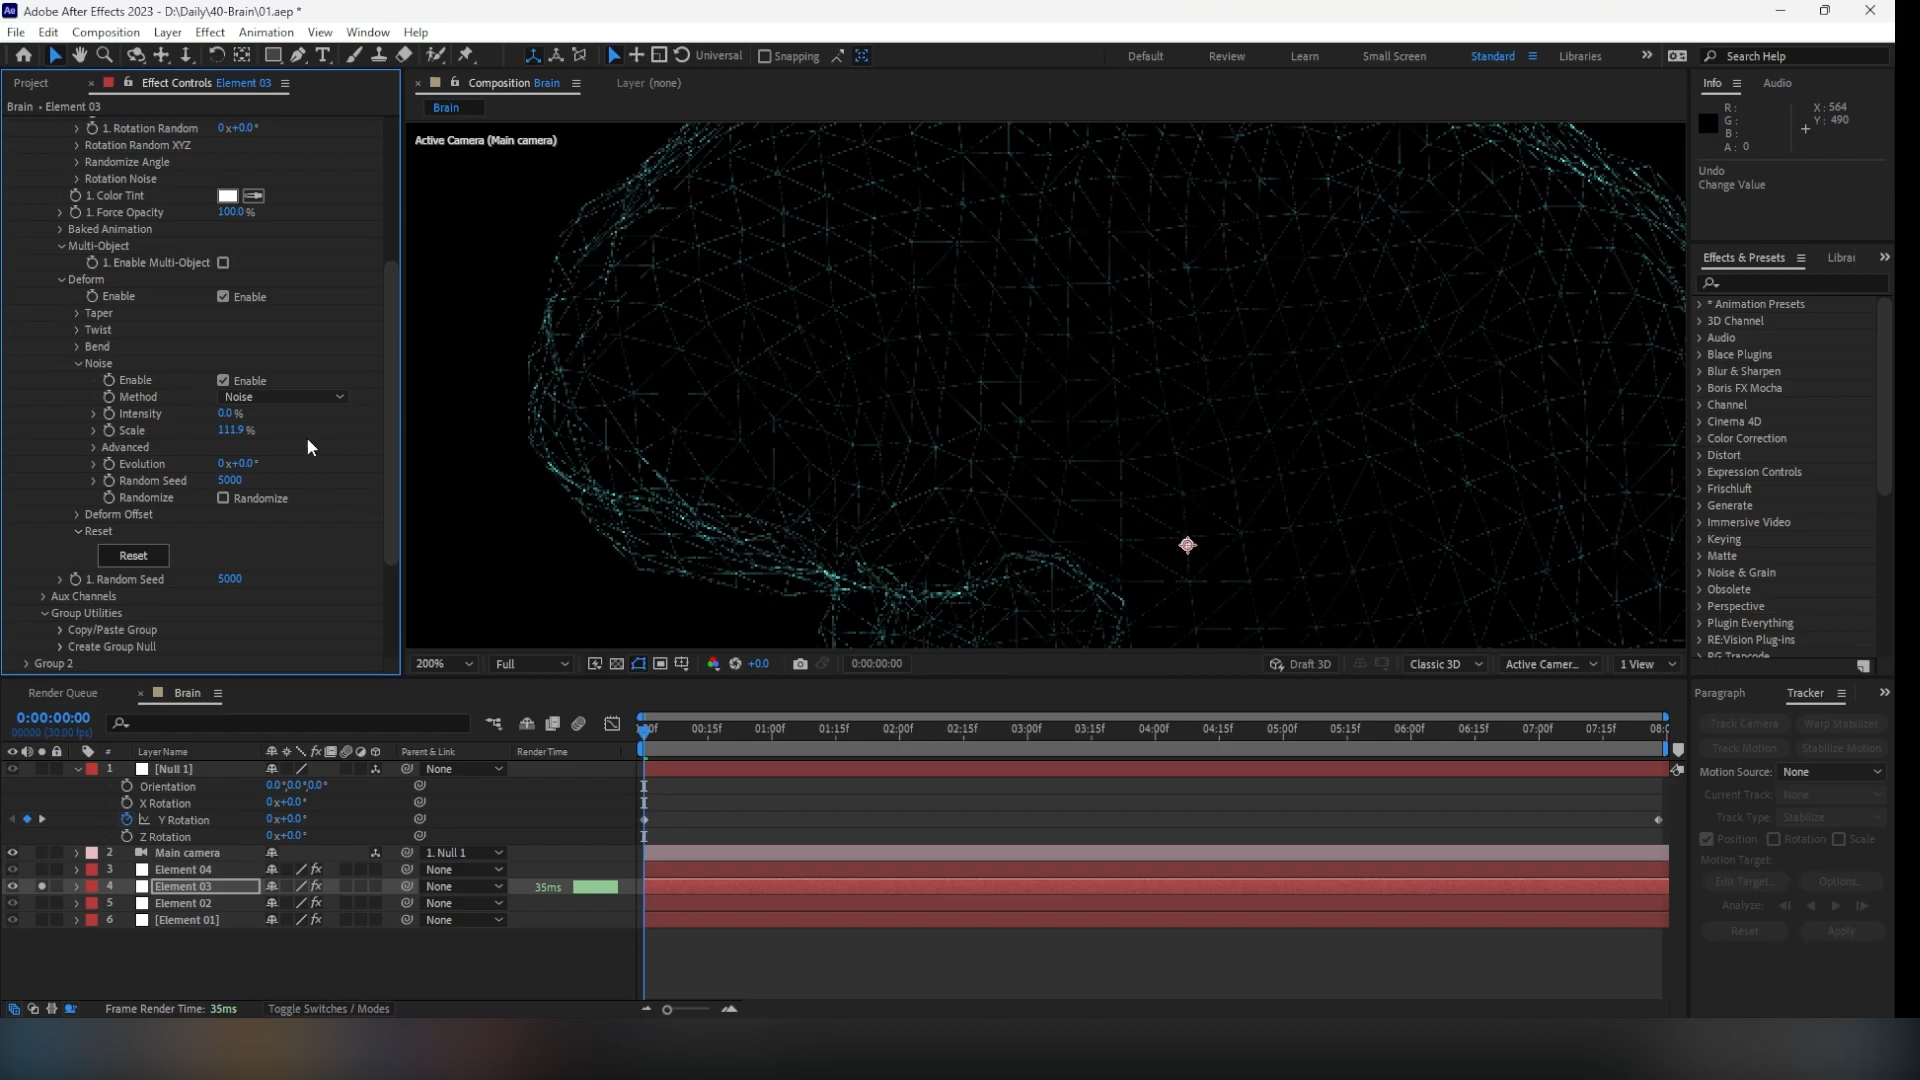 Adobe After Effects 2023 - D:\Daily\40-Brain\01.aep *
File Edit Composition Layer Effect Animation View Window Help
Universal Snapping Default Review Learn Small Screen Standard Libraries Search Help
Project Effect Controls Element 03
Brain • Element 03
1. Rotation Random 0x+0.0°
Rotation Random XYZ
Randomize Angle
Rotation Noise
1. Color Tint
1. Force Opacity 100.0 %
Baked Animation
Multi-Object
1. Enable Multi-Object
Deform
Enable Enable
Taper
Twist
Bend
Noise
Enable Enable
Method Noise
Intensity 0.0 %
Scale 111.9 %
Advanced
Evolution 0x+0.0°
Random Seed 5000
Randomize Randomize
Deform Offset
Reset
Reset
1. Random Seed 5000
Aux Channels
Group Utilities
Copy/Paste Group
Create Group Null
Group 2
Composition Brain Layer (none)
Brain
Active Camera (Main camera)
200% Full +0.0 0:00:00:00 Draft 3D Classic 3D Active Camer... 1 View
Info Audio
R: X: 564
G: Y: 490
B:
A: 0
Undo
Change Value
Effects & Presets Librai
* Animation Presets
3D Channel
Audio
Blace Plugins
Blur & Sharpen
Boris FX Mocha
Channel
Cinema 4D
Color Correction
Distort
Expression Controls
Frischluft
Generate
Immersive Video
Keying
Matte
Noise & Grain
Obsolete
Perspective
Plugin Everything
RE:Vision Plug-ins
Render Queue Brain
0:00:00:00
00000 (30.00 fps)
00:15f 01:00f 01:15f 02:00f 02:15f 03:00f 03:15f 04:00f 04:15f 05:00f 05:15f 06:00f 06:15f 07:00f 07:15f
# Layer Name Parent & Link Render Time
1 [Null 1] None
Orientation 0.0°,0.0°,0.0°
X Rotation 0x+0.0°
Y Rotation 0x+0.0°
Z Rotation 0x+0.0°
2 Main camera 1. Null 1
3 Element 04 None
4 Element 03 None 35ms
5 Element 02 None
6 [Element 01] None
Frame Render Time: 35ms Toggle Switches / Modes
Paragraph Tracker
Track Camera Warp Stabilizer
Track Motion Stabilize Motion
Motion Source: None
Current Track: None
Track Type: Stabilize
Position Rotation Scale
Motion Target:
Edit Target... Options...
Analyze:
Reset Apply